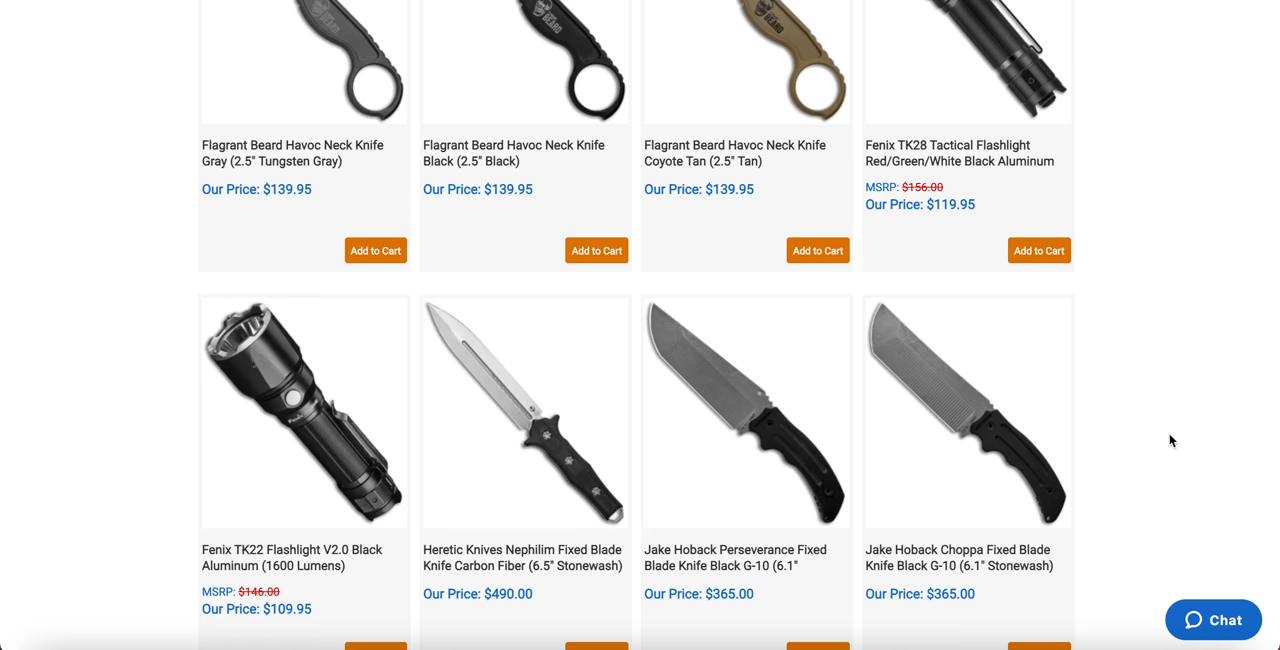 BEARD
BEARD
Flagrant Beard Havoc Neck Knife
Gray (2.5" Tungsten Gray)
Our Price: $139.95
Add to Cart
Flagrant Beard Havoc Neck Knife
Black (2.5" Black)
Our Price: $139.95
Add to Cart
Flagrant Beard Havoc Neck Knife
Coyote Tan (2.5" Tan)
Our Price: $139.95
Add to Cart
Fenix TK28 Tactical Flashlight
Red/Green/White Black Aluminum
MSRP: $156.00
Our Price: $119.95
Add to Cart
Fenix TK22 Flashlight V2.0 Black
Aluminum (1600 Lumens)
MSRP: $146.00
Our Price: $109.95
Heretic Knives Nephilim Fixed Blade
Knife Carbon Fiber (6.5" Stonewash)
Our Price: $490.00
Jake Hoback Perseverance Fixed
Blade Knife Black G-10 (6.1"
Our Price: $365.00
Jake Hoback Choppa Fixed Blade
Knife Black G-10 (6.1" Stonewash)
Our Price: $365.00
Chat